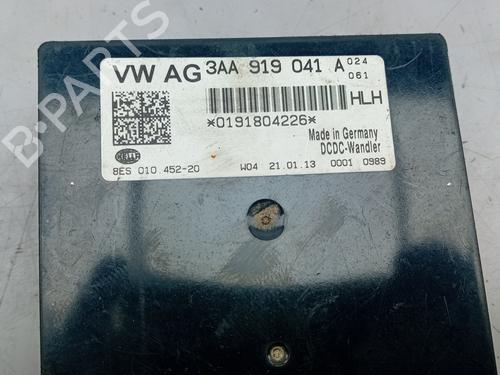 VW AG 3AA 919 041 A 024
061
HLH
*0191804226*
Made in Germany
DCDC-Wandler
HELLA
8ES 010.452-20 W04 21.01.13 0001 0989
B-PARTS